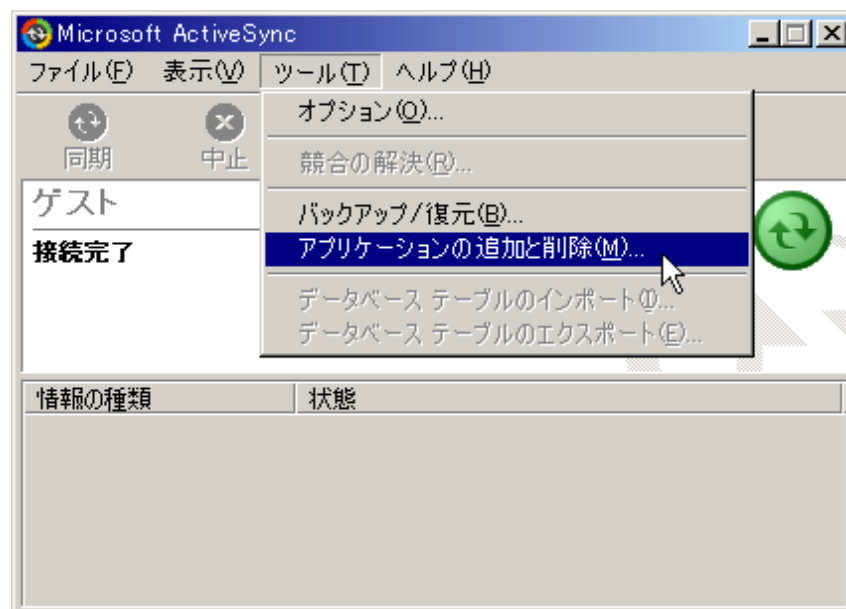 Microsoft ActiveSync
ファイル(F) 表示(V) ツール(T) ヘルプ(H)
オプション(O)...
競合の解決(R)...
バックアップ/復元(B)...
アプリケーションの追加と削除(M)...
データベース テーブルのインポート(I)...
データベース テーブルのエクスポート(E)...
同期 中止
ゲスト
接続完了
情報の種類 状態